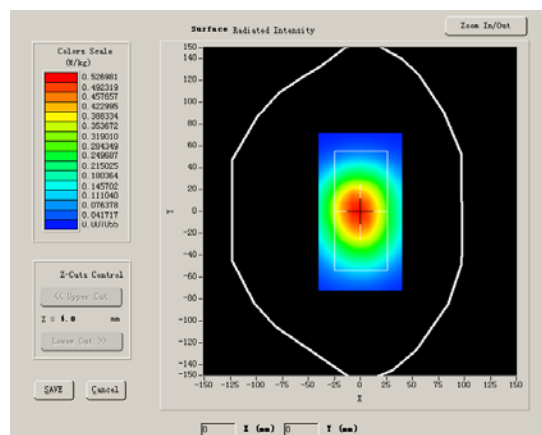 Surface Radiated Intensity
Zoom In/Out
Colors Scale
(W/kg)
0.526981
0.492319
0.457657
0.422995
0.388334
0.353672
0.319010
0.284349
0.249687
0.215025
0.180364
0.145702
0.111040
0.076378
0.041717
0.007055
Z-Cuts Control
<< Upper Cut
Z = 4.0 mm
Lower Cut >>
SAVE Cancel
150
140
120
100
80
60
40
20
0
-20
-40
-60
-80
-100
-120
-140
-150
Y
-150 -125 -100 -75 -50 -25 0 25 50 75 100 125 150
X
0 X (mm) 0 Y (mm)